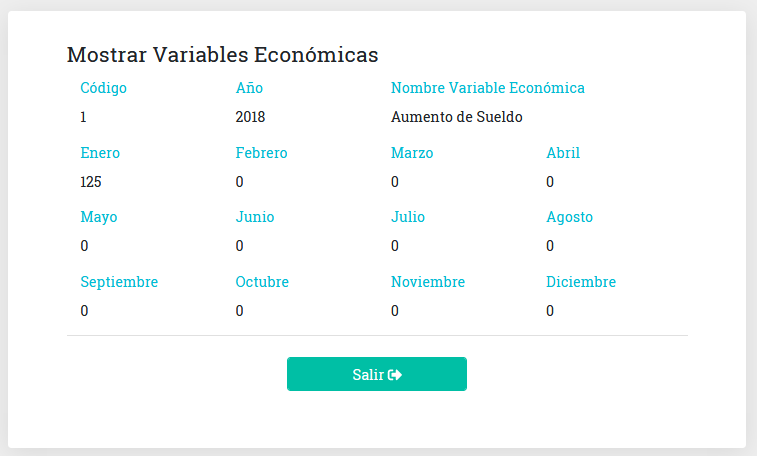 Mostrar Variables Económicas
Código Año Nombre Variable Económica
1 2018 Aumento de Sueldo
Enero Febrero Marzo Abril
125 0 0 0
Mayo Junio Julio Agosto
0 0 0 0
Septiembre Octubre Noviembre Diciembre
0 0 0 0
Salir